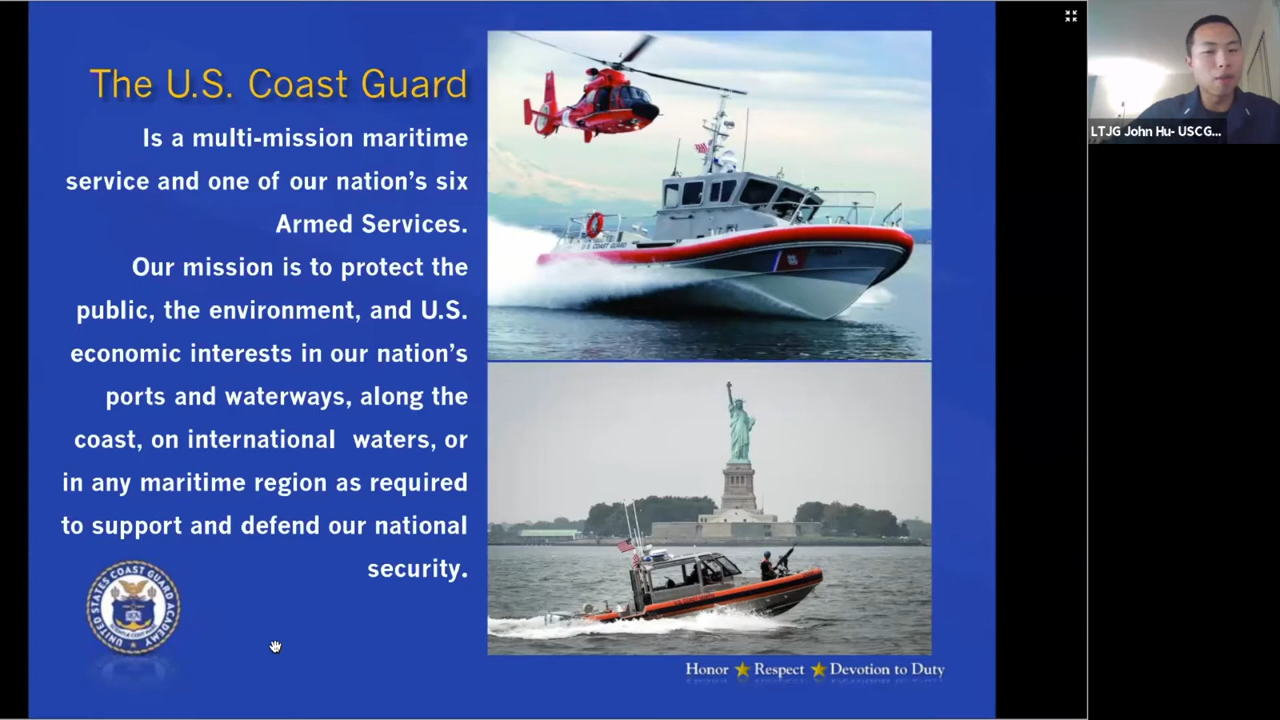 The U.S. Coast Guard
Is a multi-mission maritime
service and one of our nation’s six
Armed Services.
Our mission is to protect the
public, the environment, and U.S.
economic interests in our nation’s
ports and waterways, along the
coast, on international waters, or
in any maritime region as required
to support and defend our national
security.
UNITED STATES COAST GUARD ACADEMY
U.S. COAST GUARD
Honor ★ Respect ★ Devotion to Duty
LTJG John Hu- USCG...